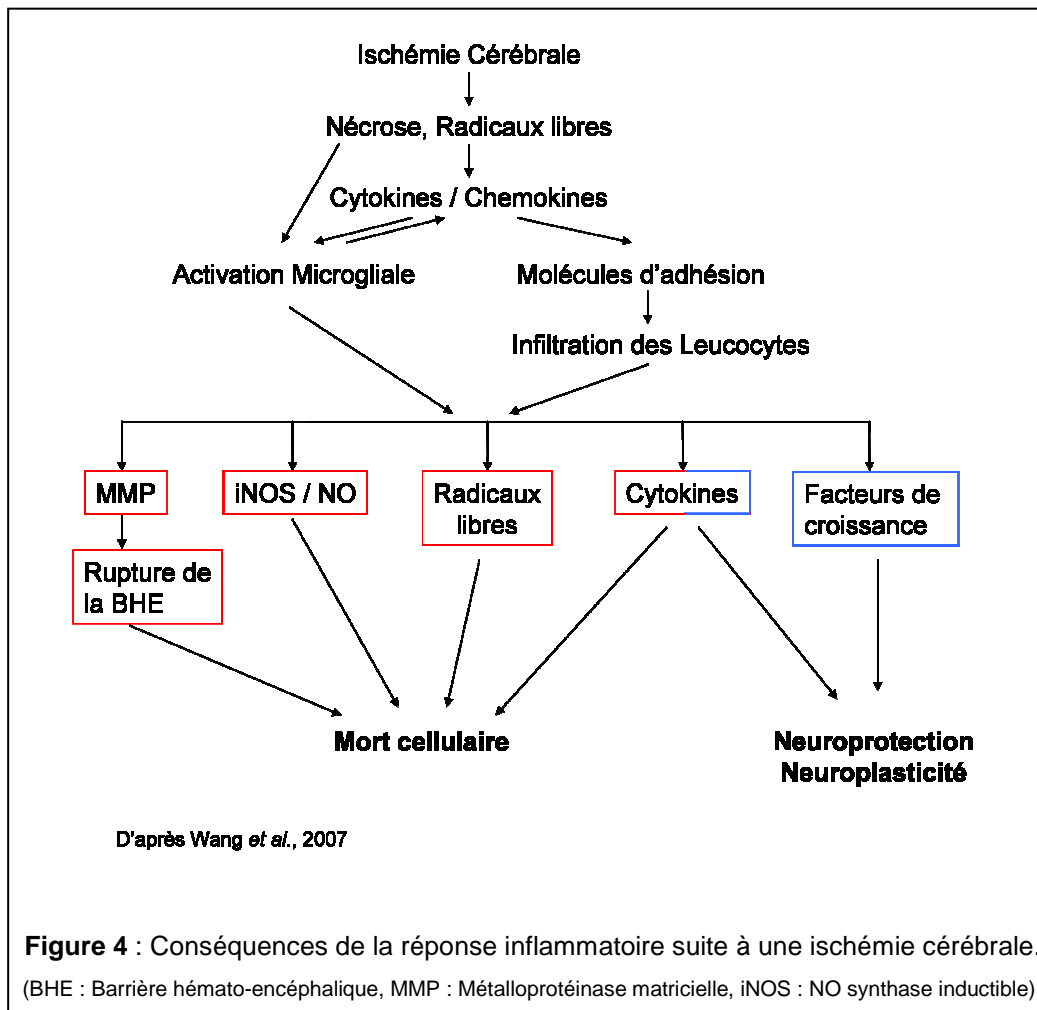 Ischémie Cérébrale
Nécrose, Radicaux libres
Cytokines / Chemokines
Activation Microgliale
Molécules d'adhésion
Infiltration des Leucocytes
MMP
iNOS / NO
Radicaux
libres
Cytokines
Facteurs de
croissance
Rupture de
la BHE
Mort cellulaire
Neuroprotection
Neuroplasticité
D'après Wang et al., 2007
Figure 4 : Conséquences de la réponse inflammatoire suite à une ischémie cérébrale.
(BHE : Barrière hémato-encéphalique, MMP : Métalloprotéinase matricielle, iNOS : NO synthase inductible)